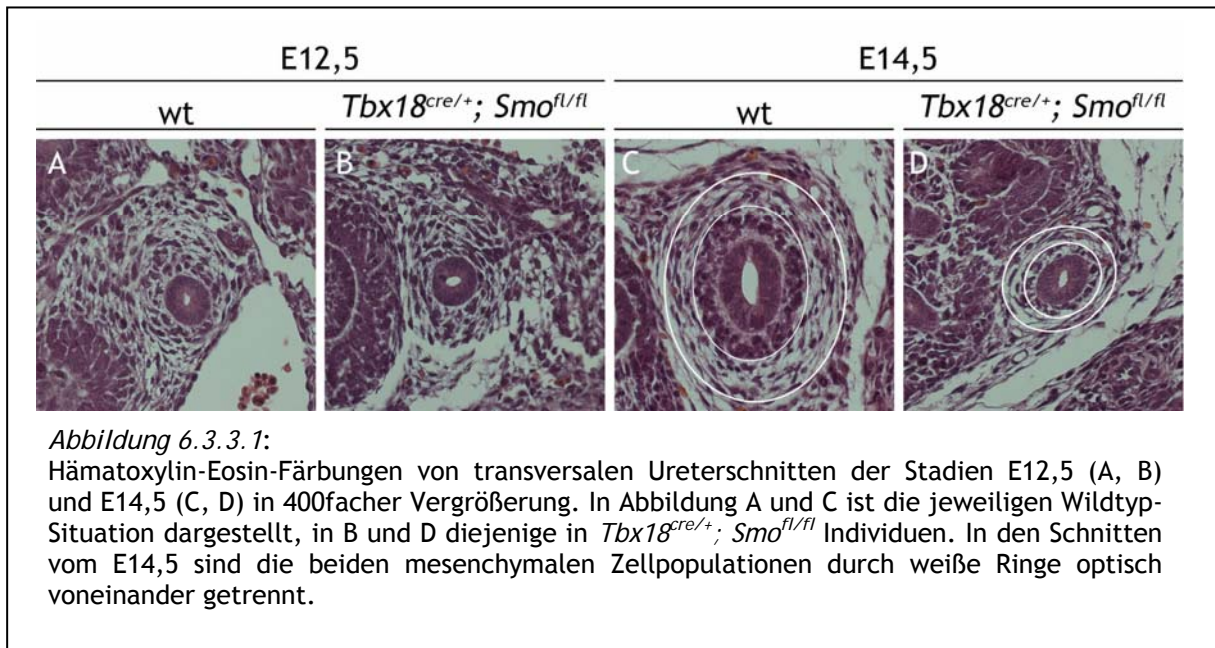 E12,5 E14,5
wt Tbx18cre/+; Smofl/fl wt Tbx18cre/+; Smofl/fl
A B C D
Abbildung 6.3.3.1:
Hämatoxylin-Eosin-Färbungen von transversalen Ureterschnitten der Stadien E12,5 (A, B)
und E14,5 (C, D) in 400facher Vergrößerung. In Abbildung A und C ist die jeweiligen Wildtyp-
Situation dargestellt, in B und D diejenige in Tbx18cre/+; Smofl/fl Individuen. In den Schnitten
vom E14,5 sind die beiden mesenchymalen Zellpopulationen durch weiße Ringe optisch
voneinander getrennt.